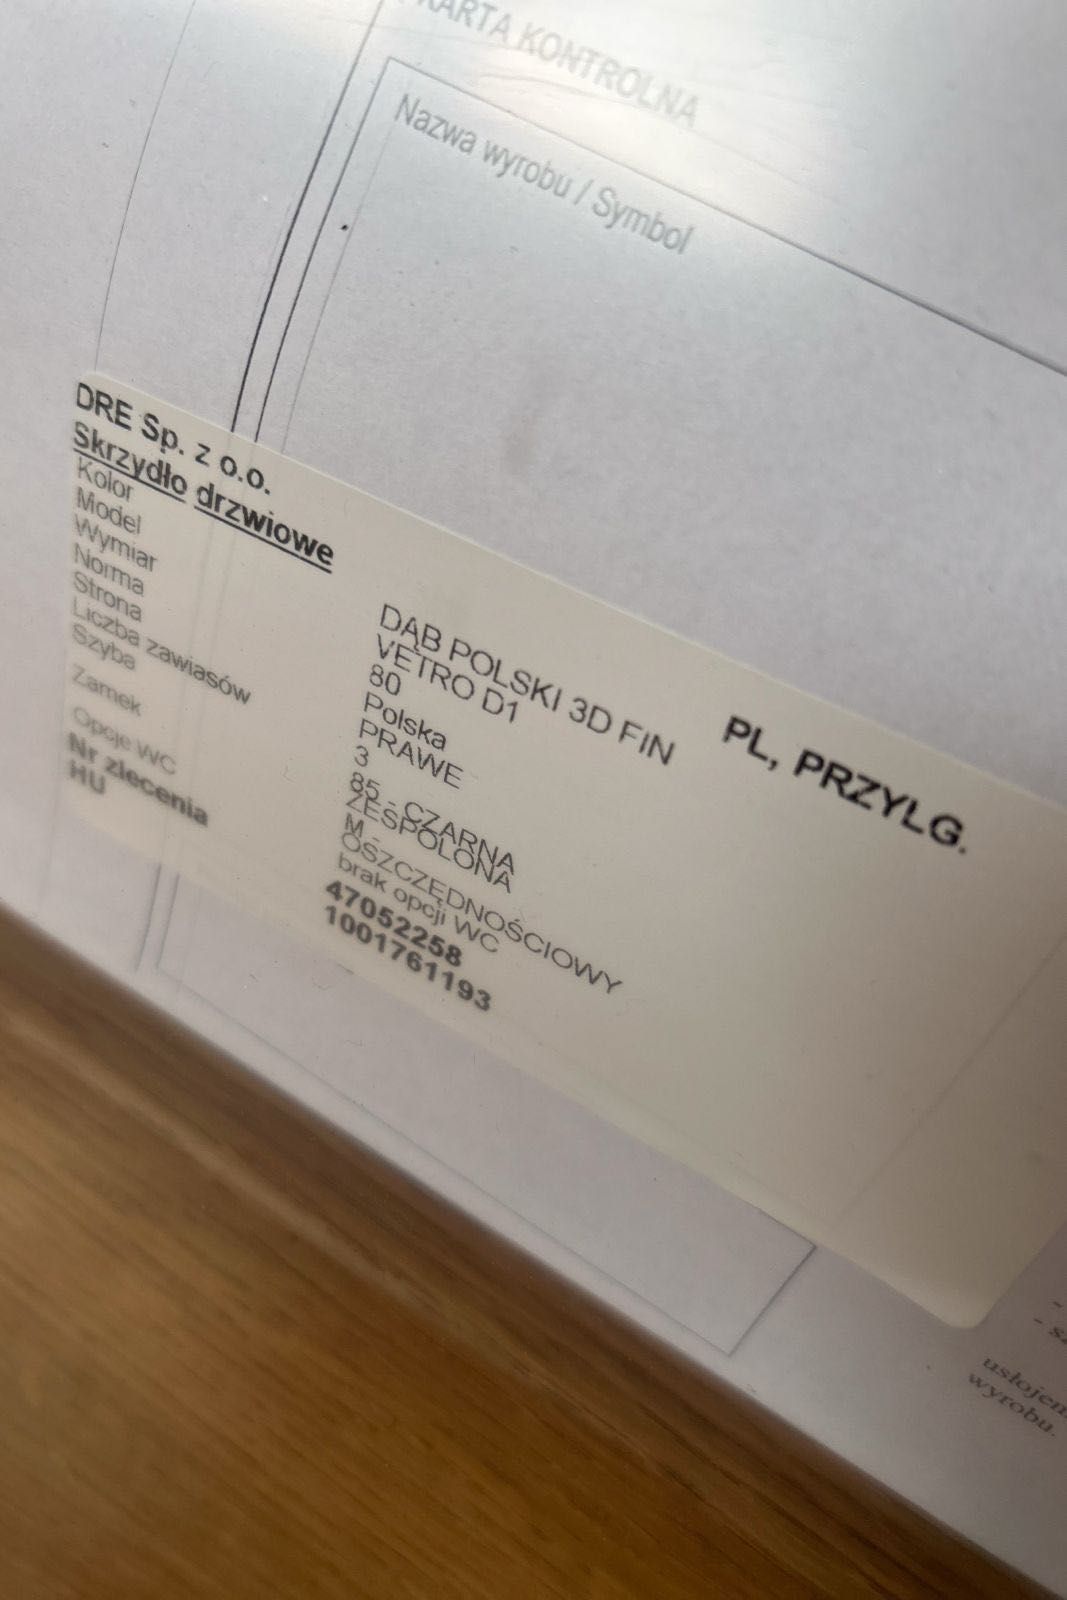 KARTA KONTROLNA
Nazwa wyrobu / Symbol
DRE Sp. z o.o.
Skrzydło drzwiowe
PL, PRZYLG.
Kolor DĄB POLSKI 3D FIN
Model VETRO D1
Wymiar 80
Norma Polska
Strona PRAWE
Liczba zawiasów 3
Szyba 85 - CZARNA
ZESPOLONA
Zamek M -
OSZCZĘDNOŚCIOWY
Opcje WC brak opcji WC
Nr zlecenia 47052258
HU 1001761193
wyrobu.